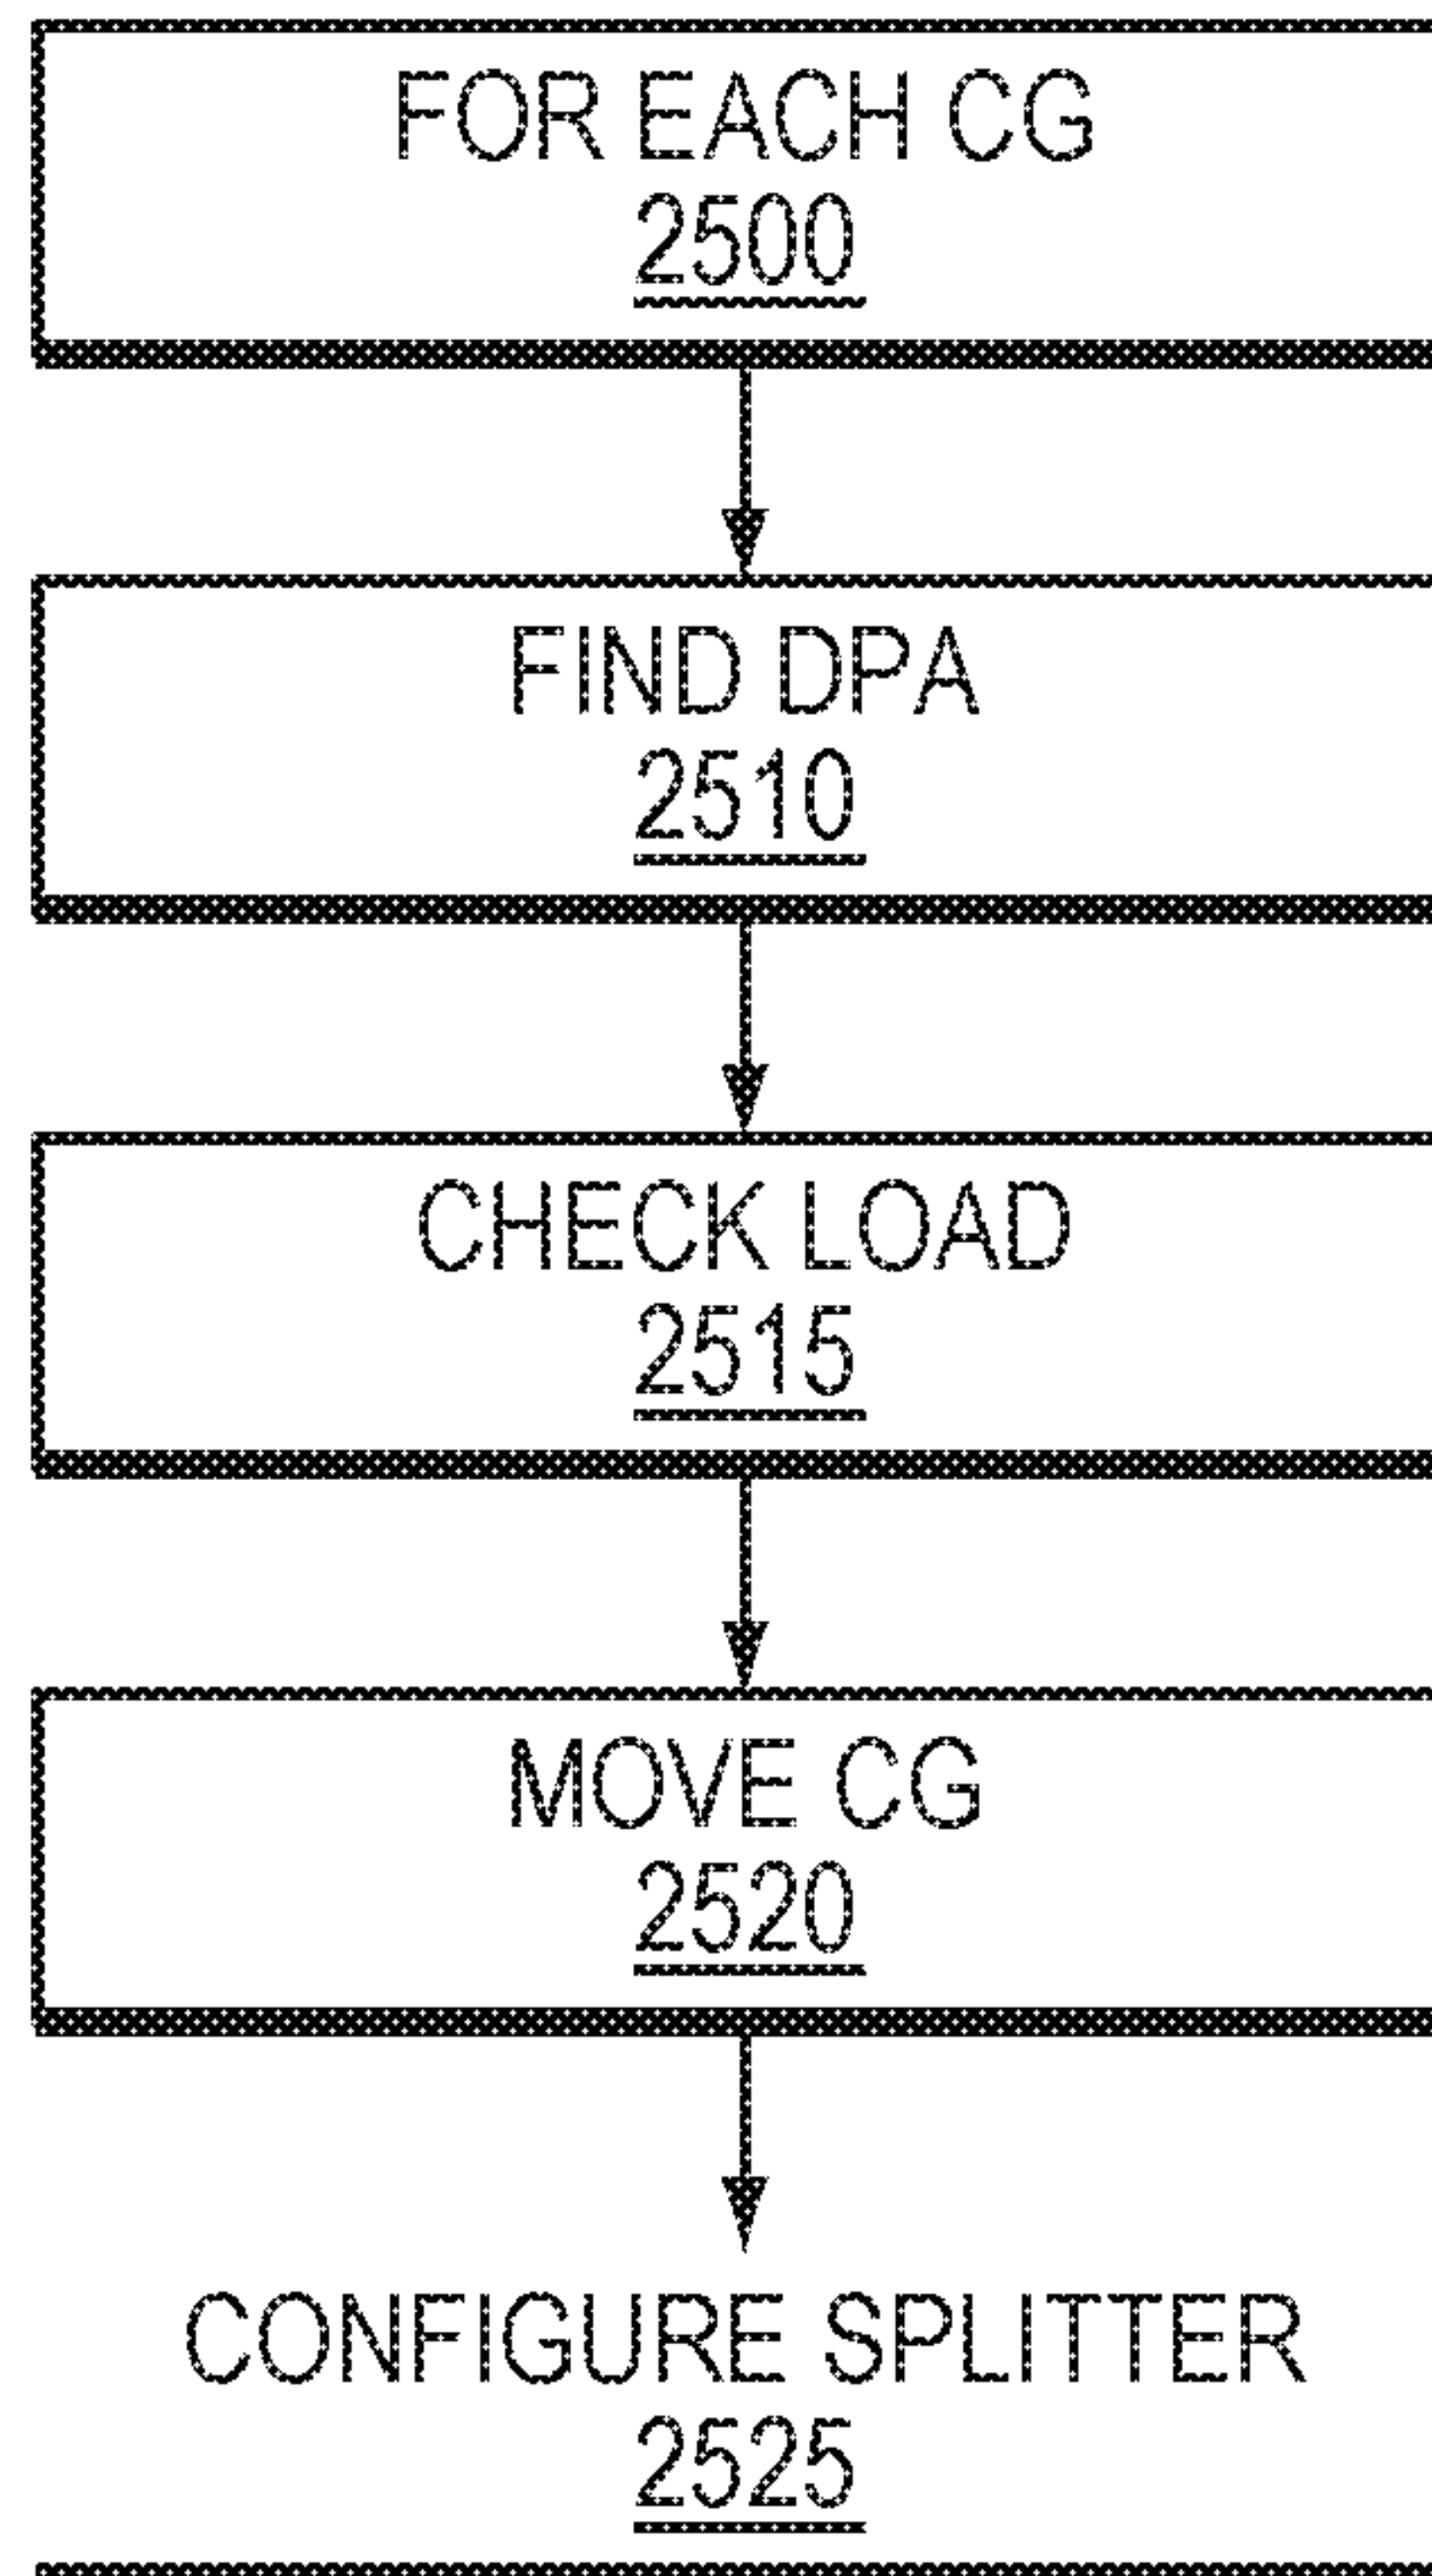 FOR EACH CG
2500
FIND DPA
2510
CHECK LOAD
2515
MOVE CG
2520
CONFIGURE SPLITTER
2525